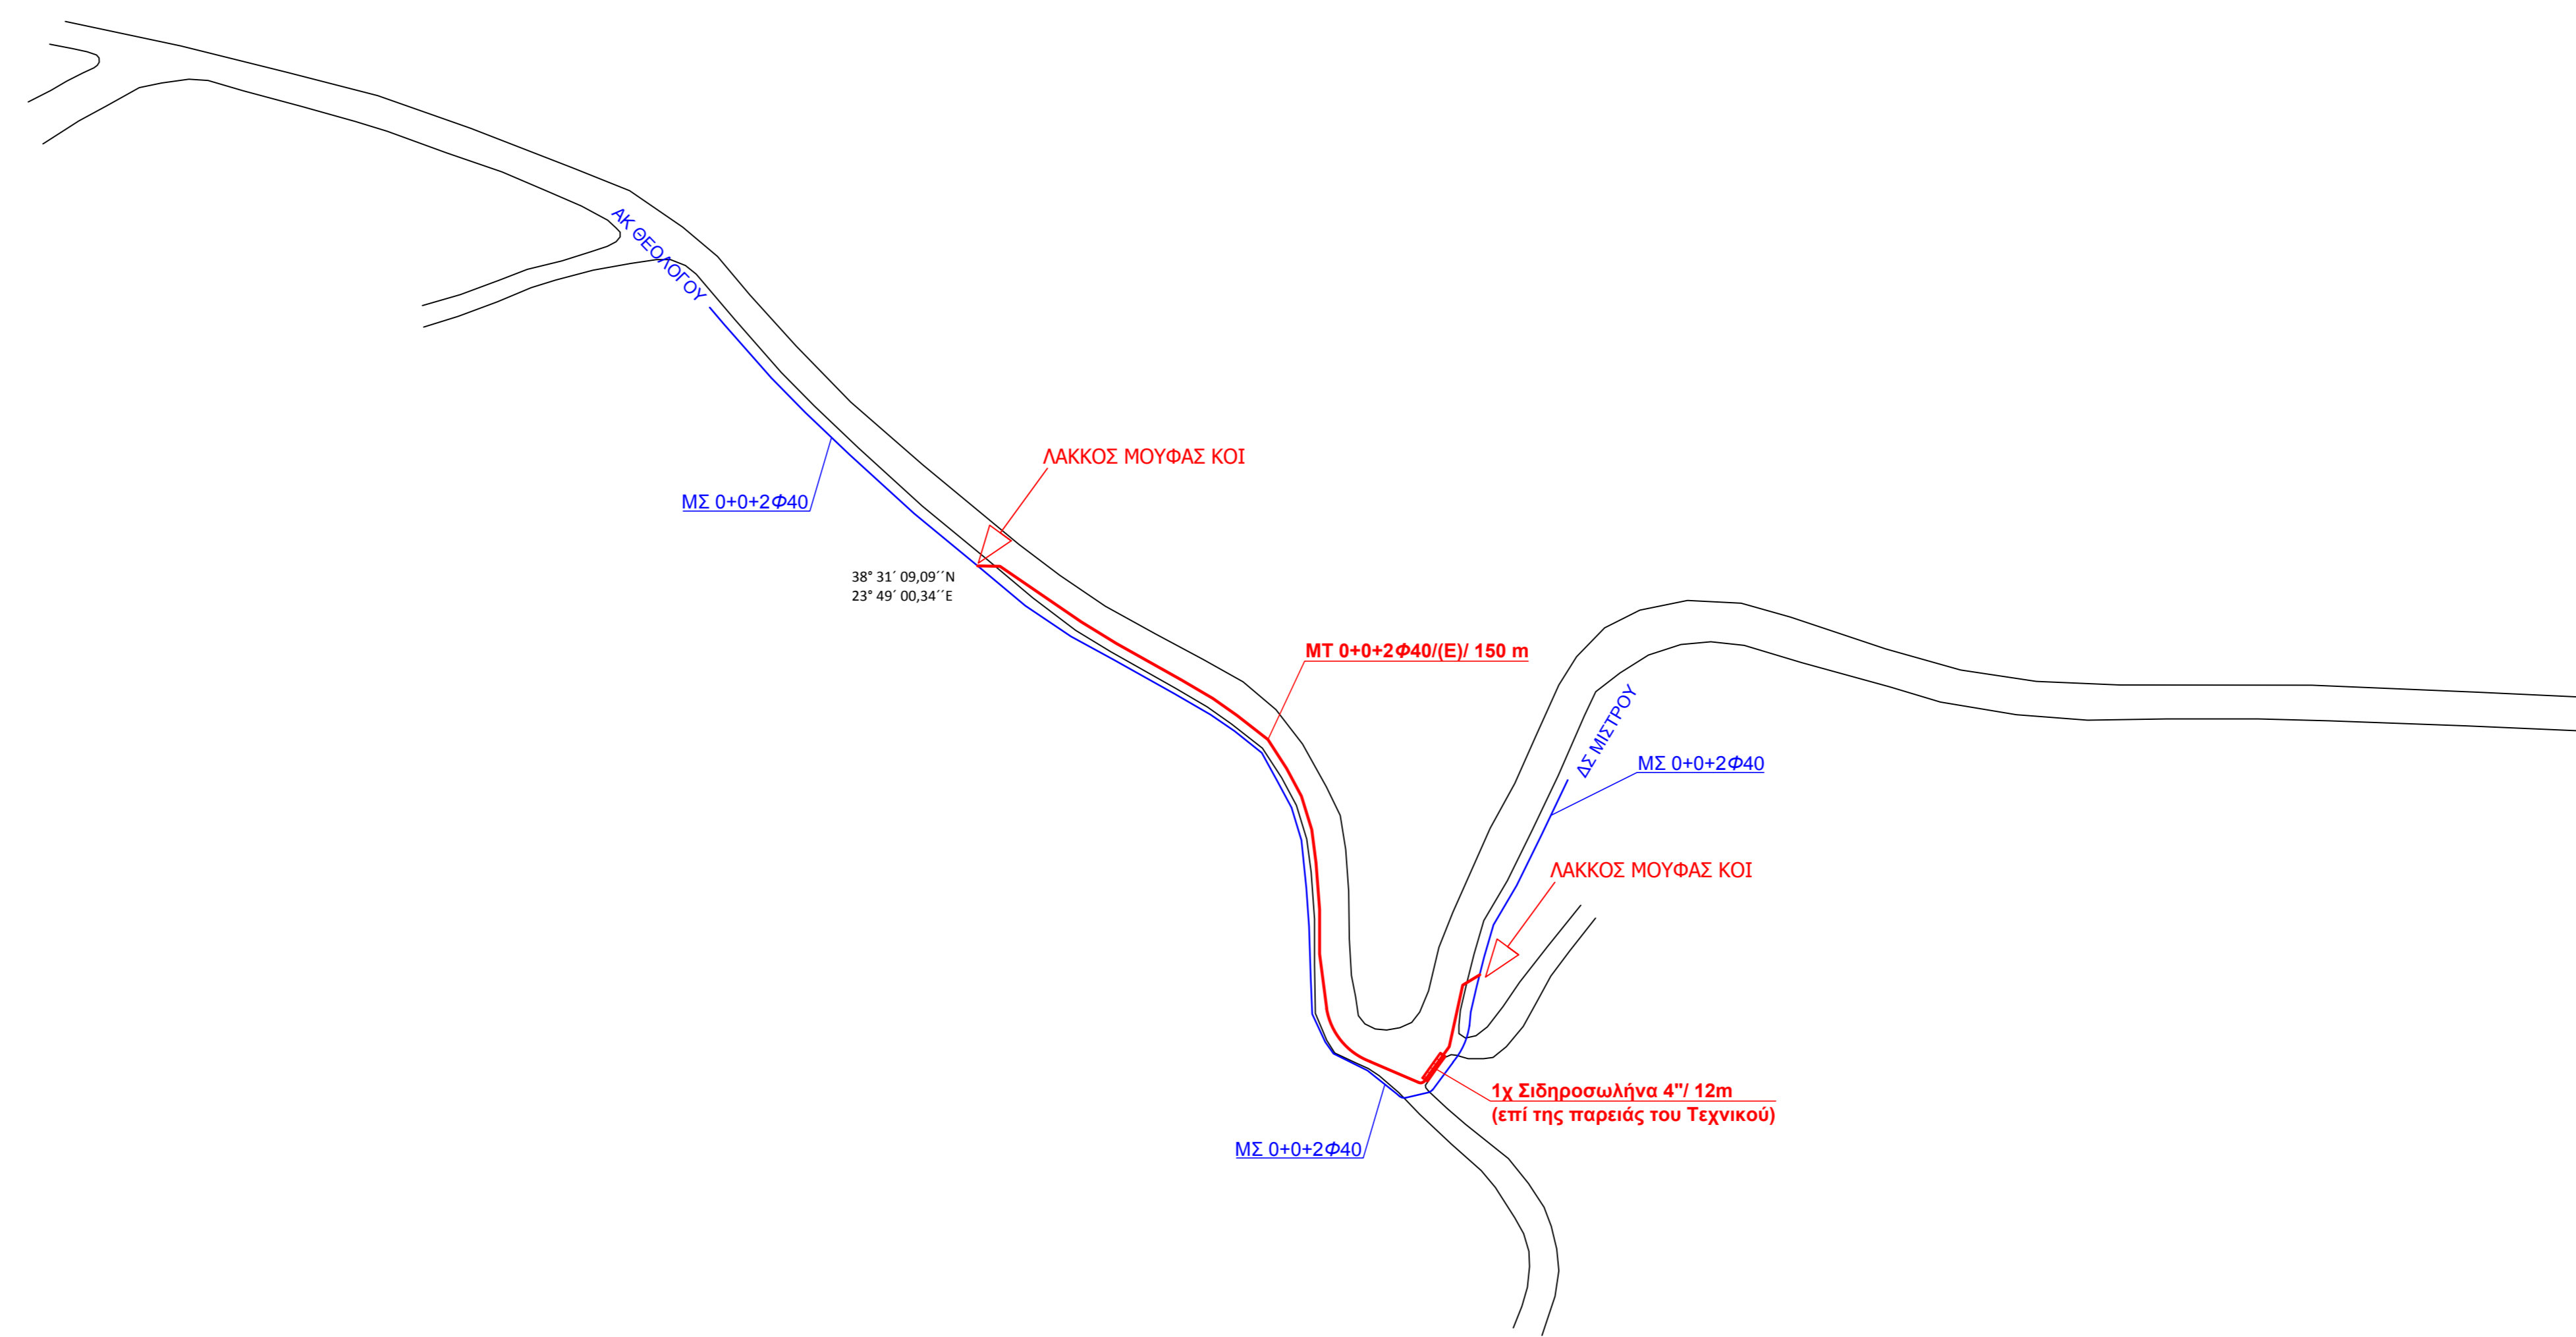 ΑΚ ΘΕΟΛΟΓΟΥ
ΛΑΚΚΟΣ ΜΟΥΦΑΣ ΚΟΙ
ΜΣ 0+0+2Φ40
38° 31´ 09,09´´N
23° 49´ 00,34´´E
ΜΤ 0+0+2Φ40/(Ε)/ 150 m
ΔΣ ΜΙΣΤΡΟΥ
ΜΣ 0+0+2Φ40
ΛΑΚΚΟΣ ΜΟΥΦΑΣ ΚΟΙ
1χ Σιδηροσωλήνα 4"/ 12m
(επί της παρειάς του Τεχνικού)
ΜΣ 0+0+2Φ40